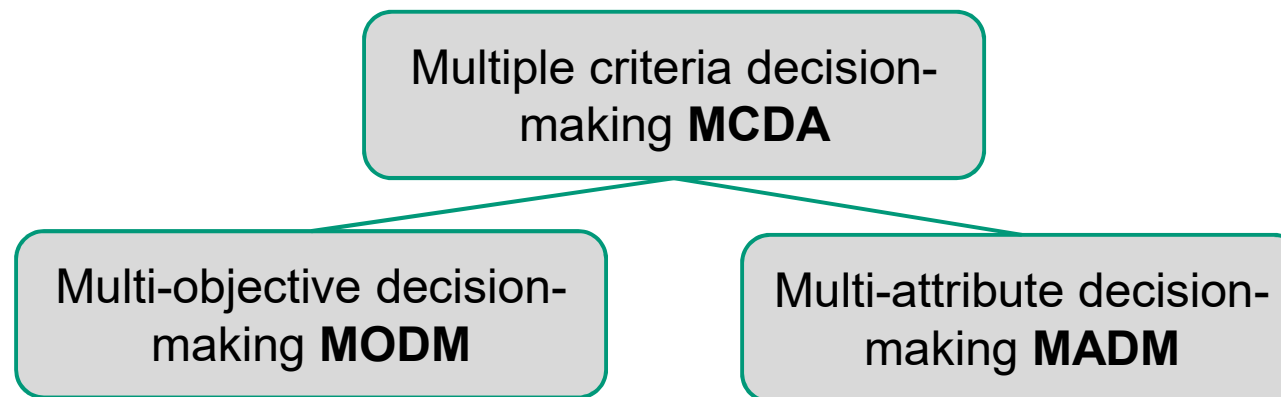 Multiple criteria decision-
making MCDA
Multi-objective decision-
making MODM
Multi-attribute decision-
making MADM